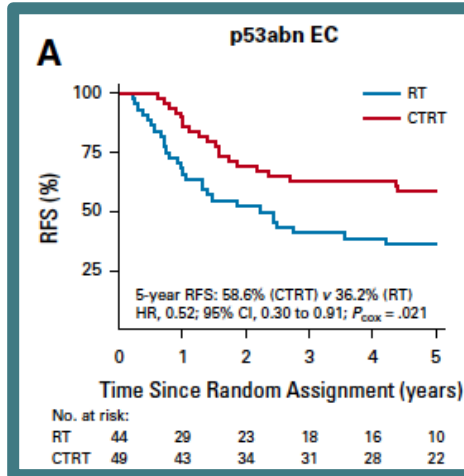 p53abn EC
A
100
75
50
25
RFS (%)
RT
CTRT
5-year RFS: 58.6% (CTRT) v 36.2% (RT)
HR, 0.52; 95% CI, 0.30 to 0.91; Pcox = .021
0 1 2 3 4 5
Time Since Random Assignment (years)
No. at risk:
RT 44 29 23 18 16 10
CTRT 49 43 34 31 28 22